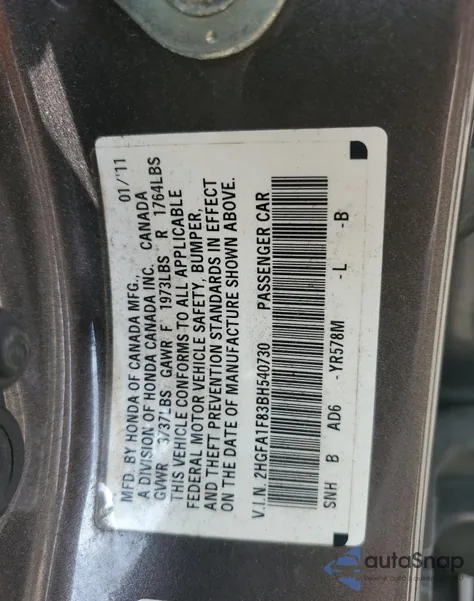 MFD. BY HONDA OF CANADA MFG., 01/'11
A DIVISION OF HONDA CANADA INC. CANADA
GVWR 3737LBS GAWR F 1973LBS R 1764LBS
THIS VEHICLE CONFORMS TO ALL APPLICABLE
FEDERAL MOTOR VEHICLE SAFETY, BUMPER,
AND THEFT PREVENTION STANDARDS IN EFFECT
ON THE DATE OF MANUFACTURE SHOWN ABOVE.
V.I.N. 2HGFA1F83BH540730 PASSENGER CAR
SNH B AD6 -YR578M -L -B
autoSnap